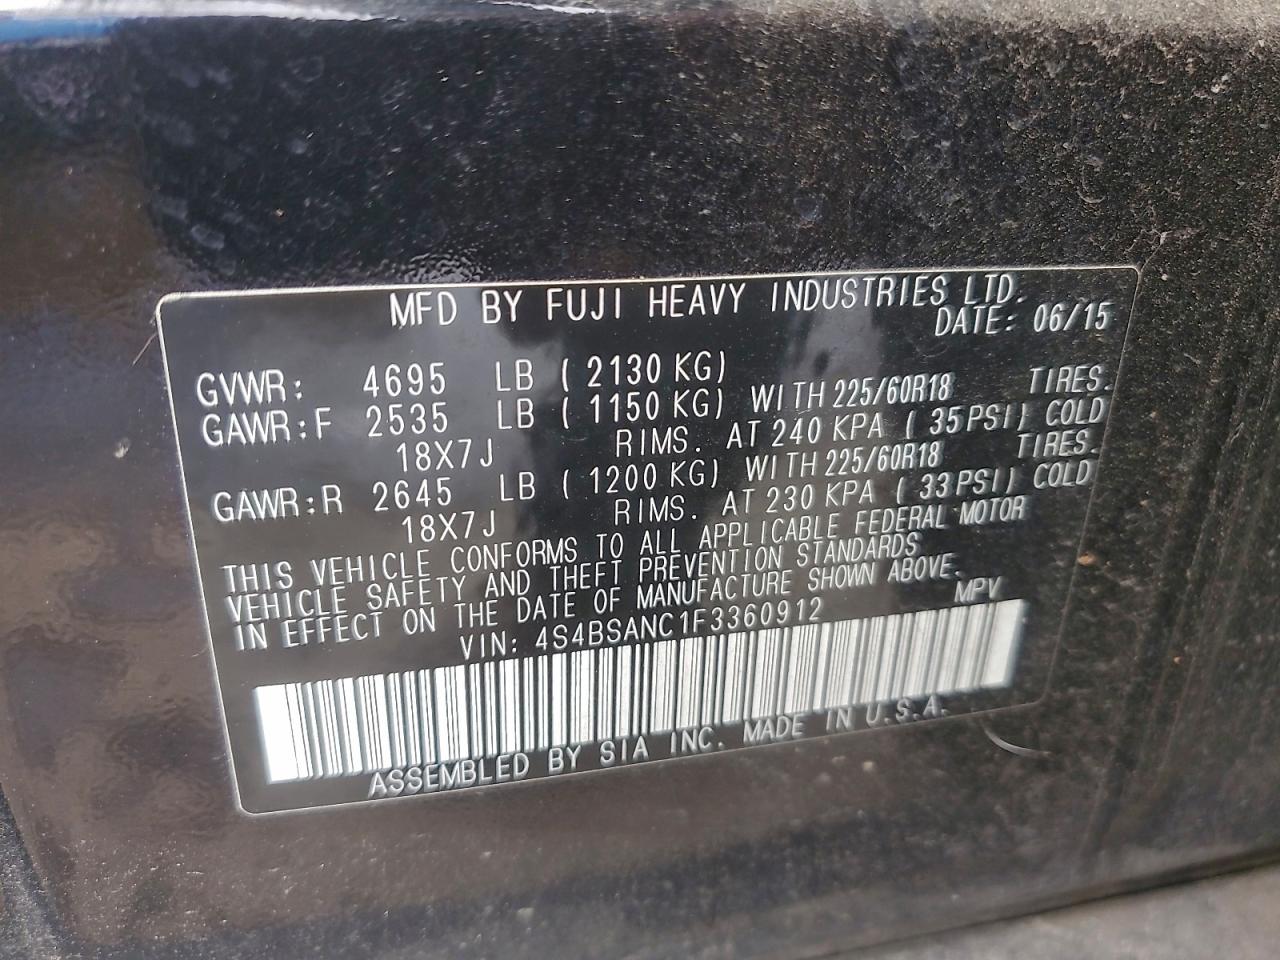 MFD BY FUJI HEAVY INDUSTRIES LTD.
DATE: 06/15
GVWR: 4695 LB ( 2130 KG)
GAWR:F 2535 LB ( 1150 KG) WITH 225/60R18 TIRES.
18X7J RIMS. AT 240 KPA ( 35PSI) COLD
GAWR:R 2645 LB ( 1200 KG) WITH 225/60R18 TIRES.
18X7J RIMS. AT 230 KPA ( 33PSI) COLD
THIS VEHICLE CONFORMS TO ALL APPLICABLE FEDERAL MOTOR
VEHICLE SAFETY AND THEFT PREVENTION STANDARDS
IN EFFECT ON THE DATE OF MANUFACTURE SHOWN ABOVE.
VIN: 4S4BSANC1F3360912 MPV
ASSEMBLED BY SIA INC. MADE IN U.S.A.